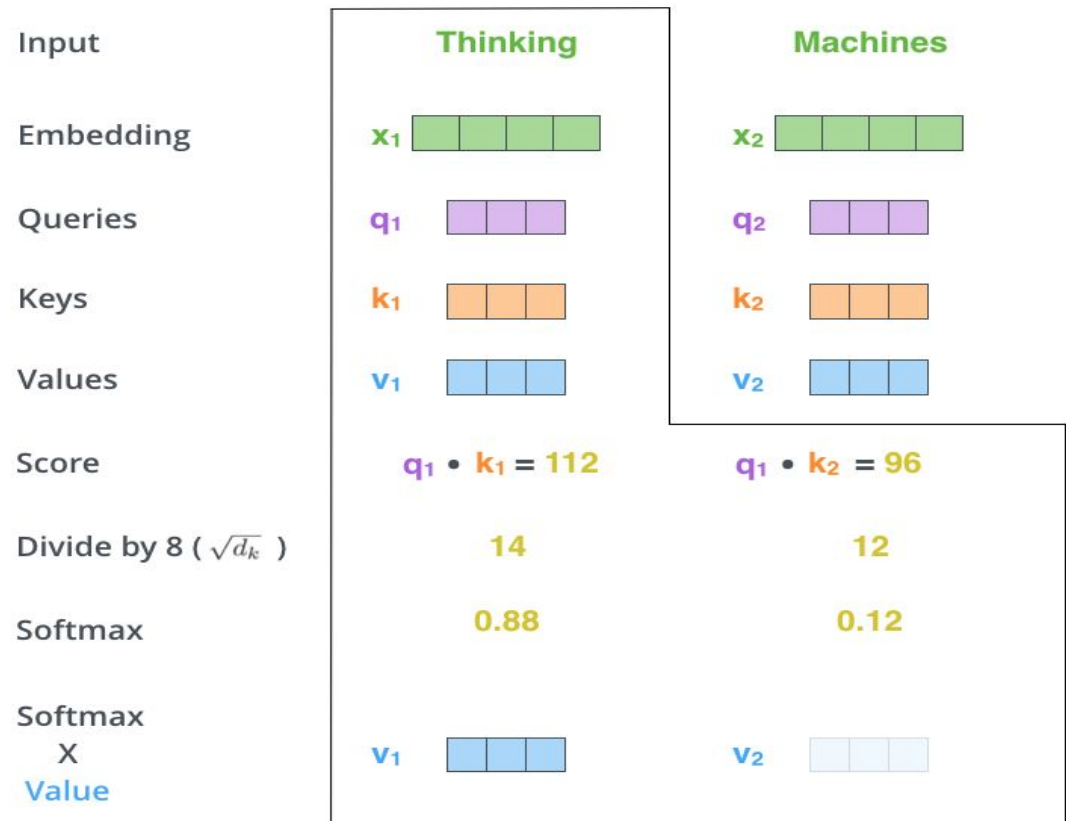 Input Thinking Machines
Embedding x₁ x₂
Queries q₁ q₂
Keys k₁ k₂
Values v₁ v₂
Score q₁ • k₁ = 112 q₁ • k₂ = 96
Divide by 8 ( √dₖ ) 14 12
Softmax 0.88 0.12
Softmax
X v₁ v₂
Value